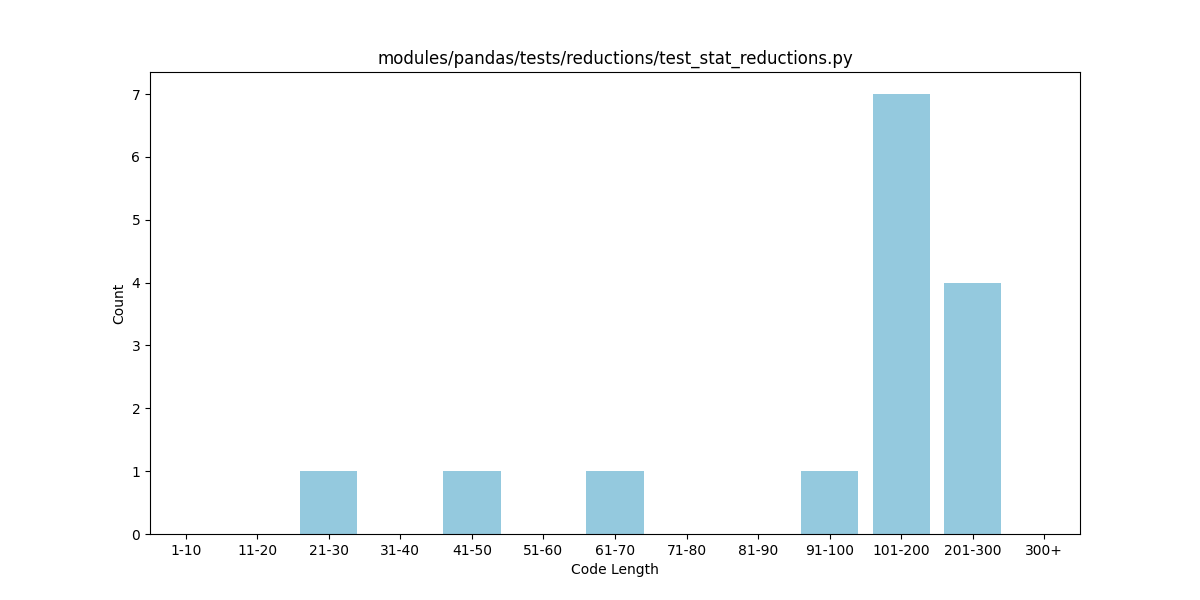 modules/pandas/tests/reductions/test_stat_reductions.py
7
6
5
4
3
2
1
0
Count
1-10 11-20 21-30 31-40 41-50 51-60 61-70 71-80 81-90 91-100 101-200 201-300 300+
Code Length